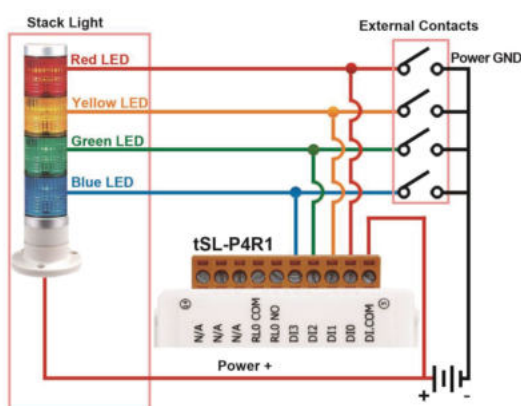 Stack Light
External Contacts
Red LED
Power GND
Yellow LED
Green LED
Blue LED
tSL-P4R1
N/A
N/A
N/A
RL0 COM
RL0 NO
DI3
DI2
DI1
DI0
DI.COM
Power +
+
-